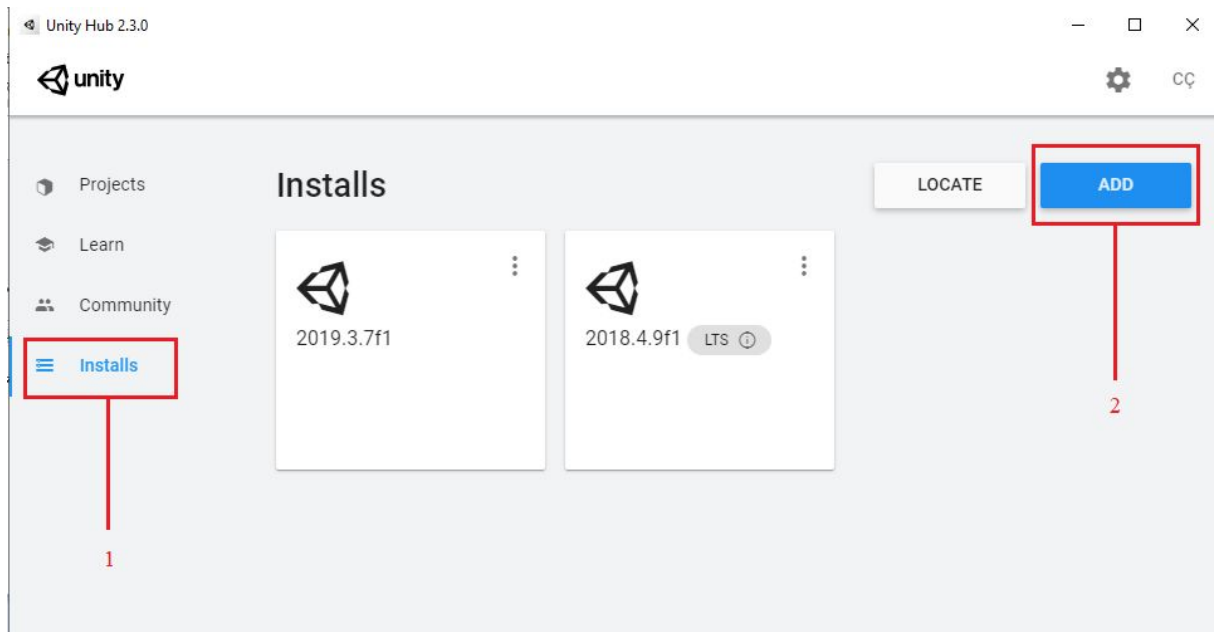 Unity Hub 2.3.0
unity
CÇ
Projects
Learn
Community
Installs
Installs
LOCATE
ADD
2019.3.7f1
2018.4.9f1 LTS
1
2